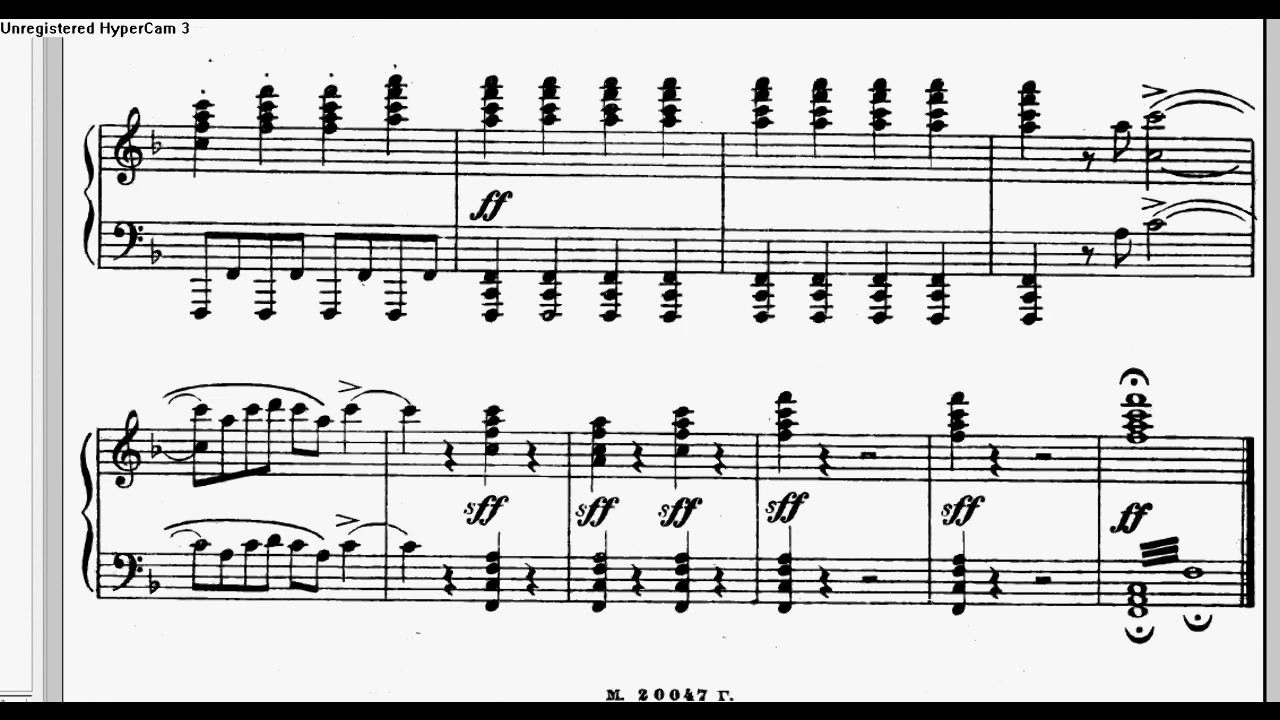 Unregistered HyperCam 3
ff
sff sff sff sff sff ff
М. 20047 Г.